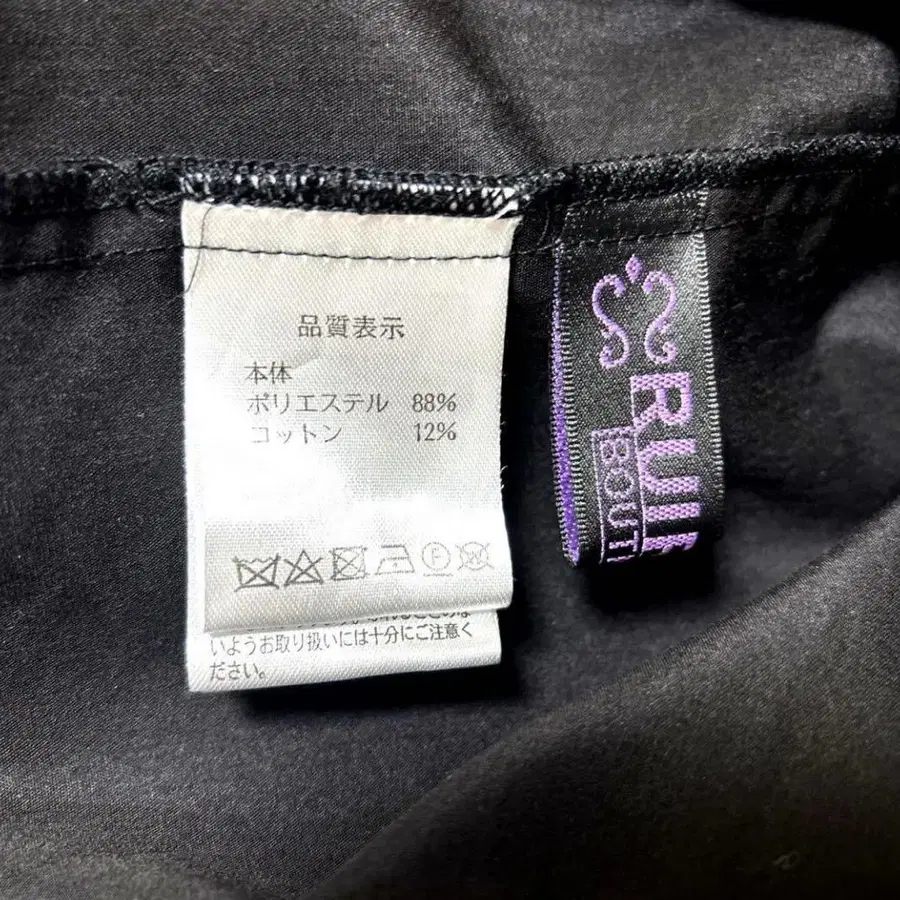 品質表示
本体
ポリエステル 88%
コットン 12%
F
いようお取り扱いには十分にご注意く
ださい。
RUI
BOUT